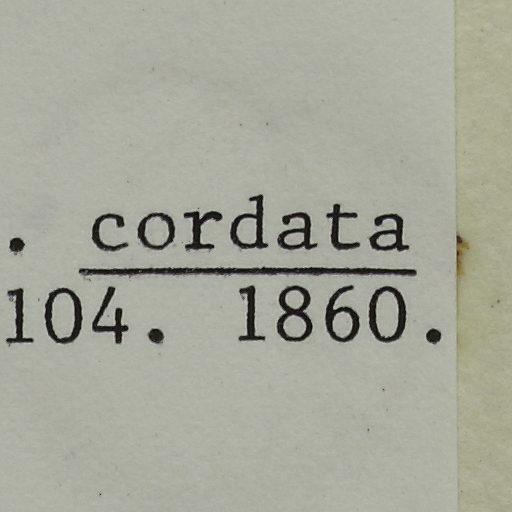 . cordata
104. 1860.